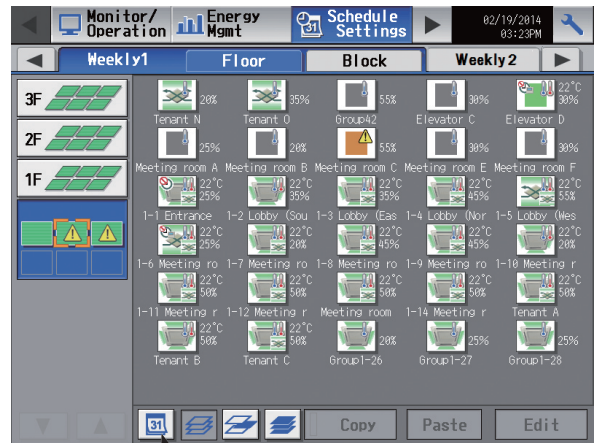 Monitor/ Operation
Energy Mgmt
31
Schedule Settings
02/19/2014
03:23PM
Weekly1
Floor
Block
Weekly2
3F
2F
1F
20% 35% 55% 30% 22°C 30%
Tenant N Tenant O Group42 Elevator C Elevator D
25% 20% 55% 30% 30%
Meeting room A Meeting room B Meeting room C Meeting room E Meeting room F
22°C 22°C 22°C 22°C 22°C
25% 35% 35% 45% 55%
1-1 Entrance 1-2 Lobby (Sou 1-3 Lobby (Eas 1-4 Lobby (Nor 1-5 Lobby (Wes
22°C 22°C 22°C 22°C 22°C
25% 20% 45% 45% 20%
1-6 Meeting ro 1-7 Meeting ro 1-8 Meeting ro 1-9 Meeting ro 1-10 Meeting r
22°C 22°C 22°C 22°C 22°C
50% 50% 50% 50% 50%
1-11 Meeting r 1-12 Meeting r Meeting room 1-14 Meeting r Tenant A
22°C 22°C
50% 50% 20% 25% 25%
Tenant B Tenant C Group1-26 Group1-27 Group1-28
31
Copy
Paste
Edit